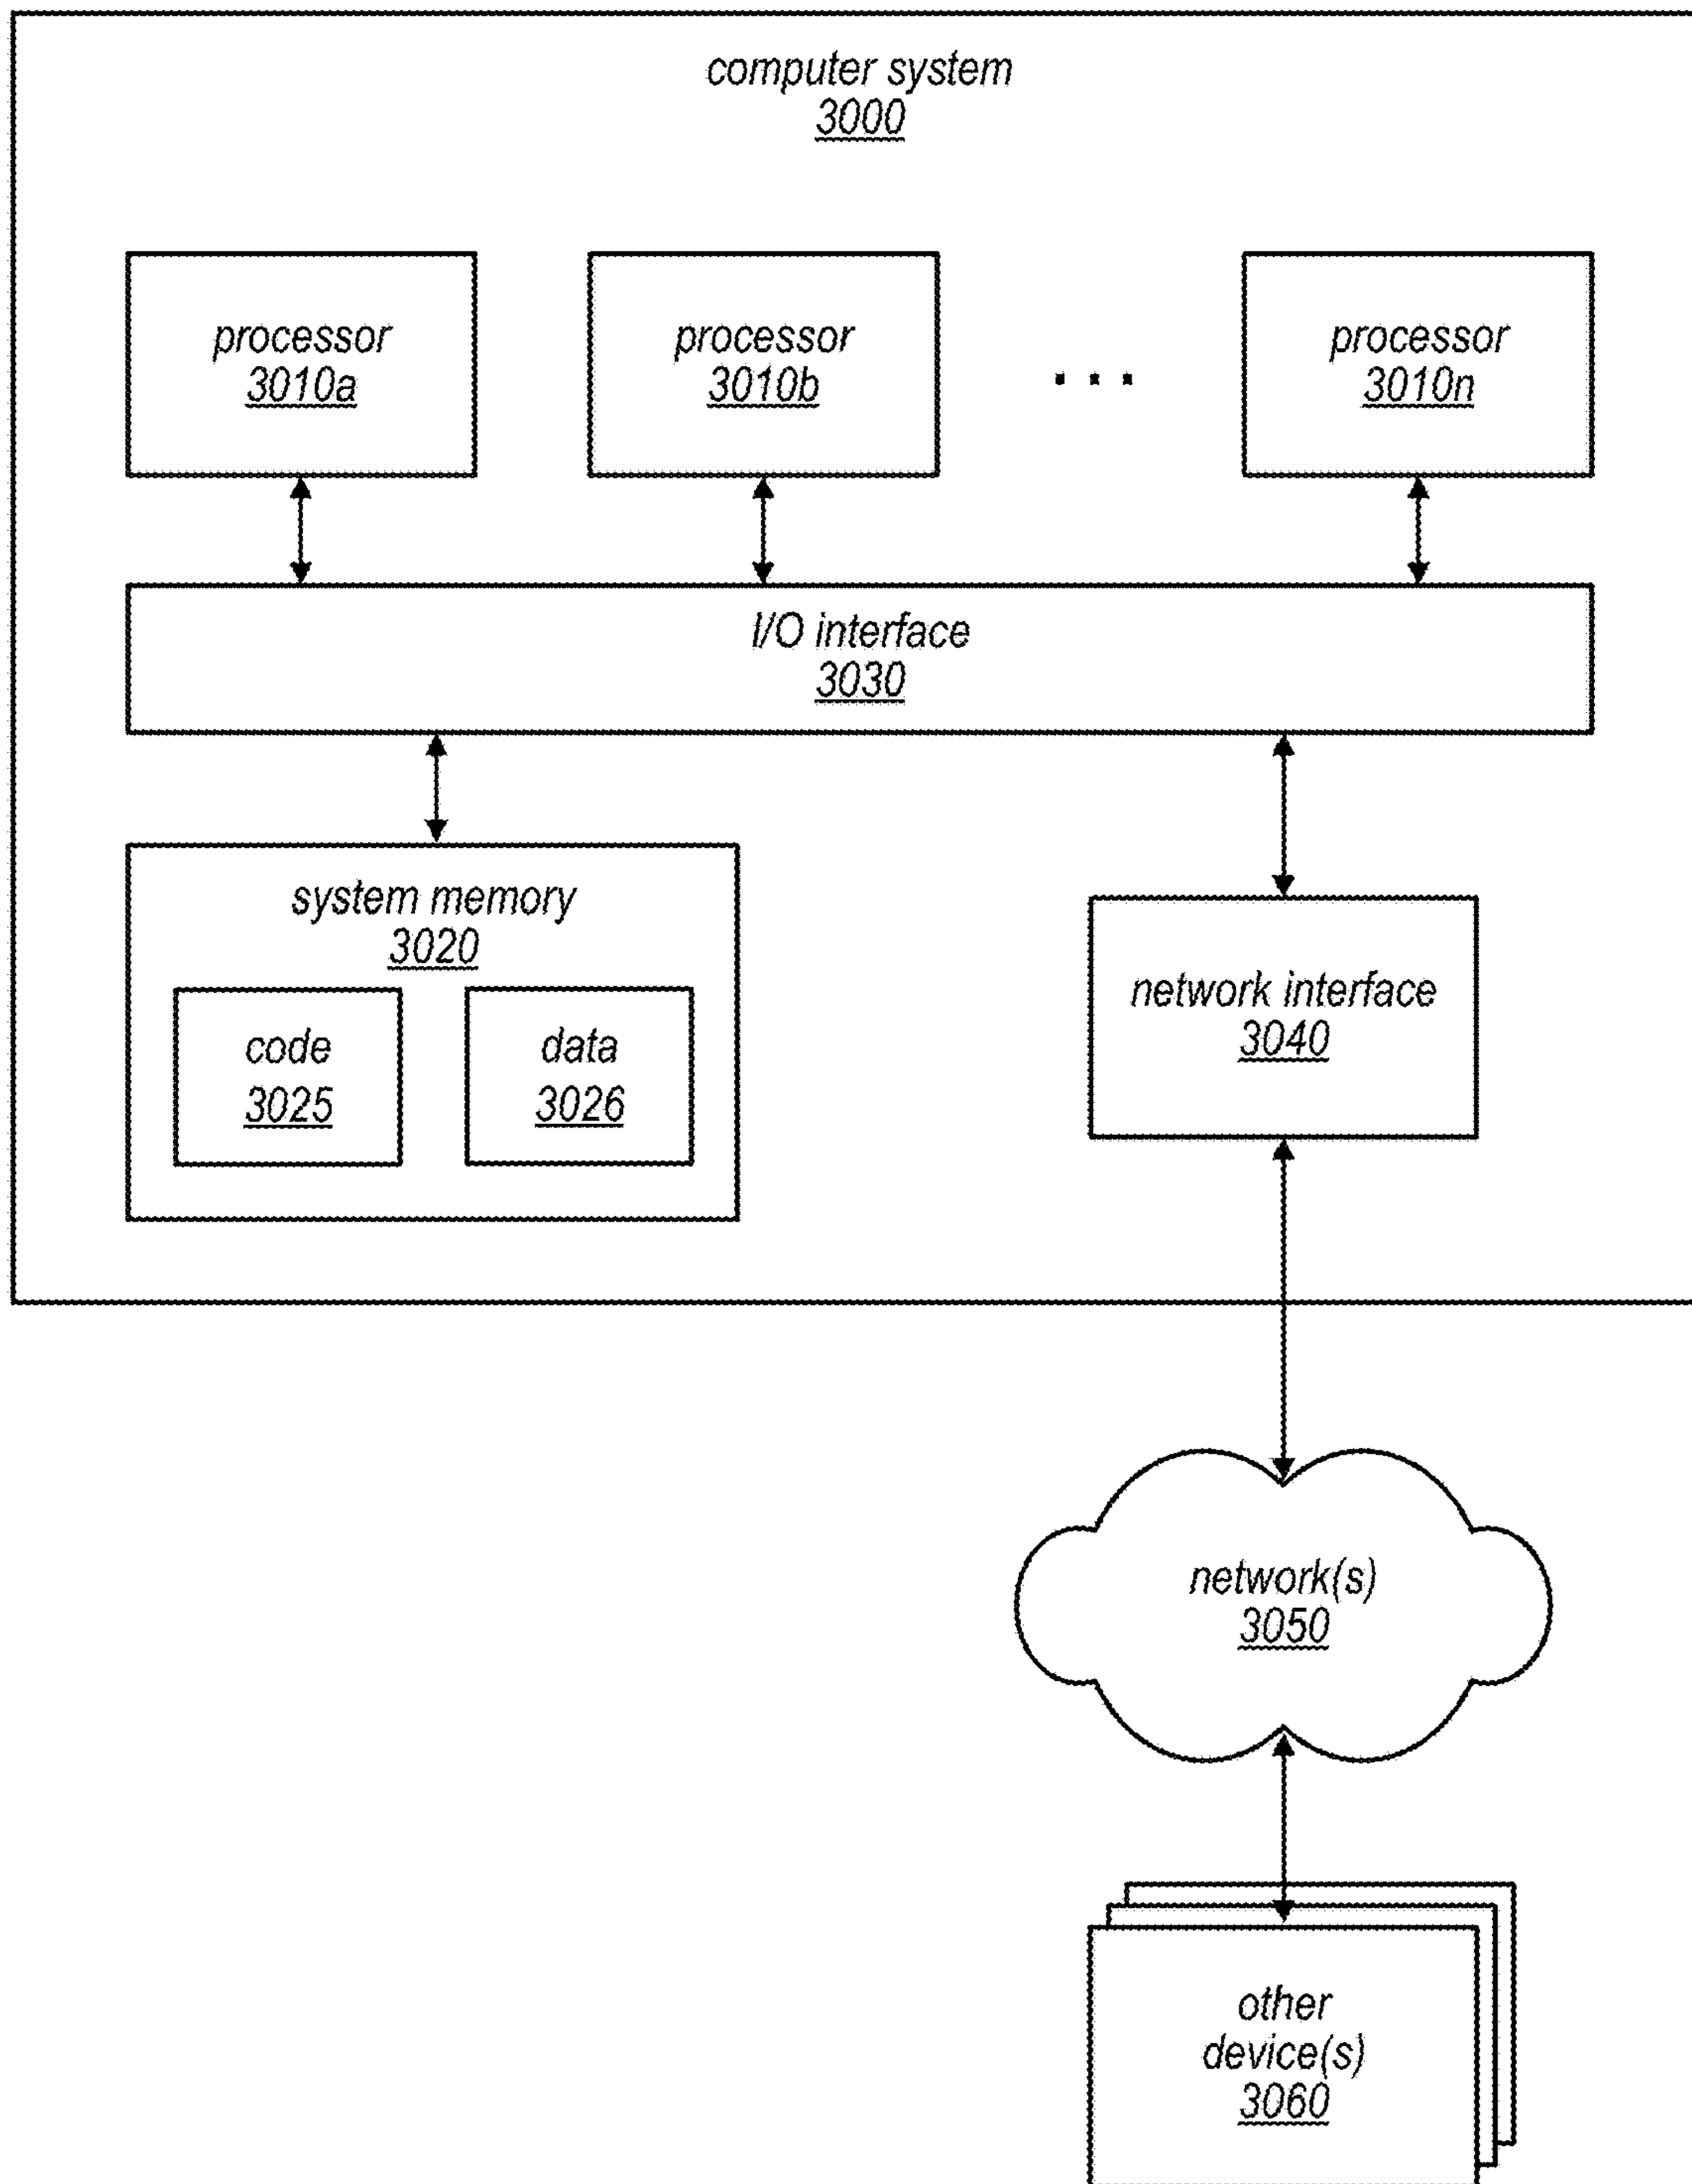 computer system
3000
processor
3010a
processor
3010b
. . .
processor
3010n
I/O interface
3030
system memory
3020
code
3025
data
3026
network interface
3040
network(s)
3050
other
device(s)
3060